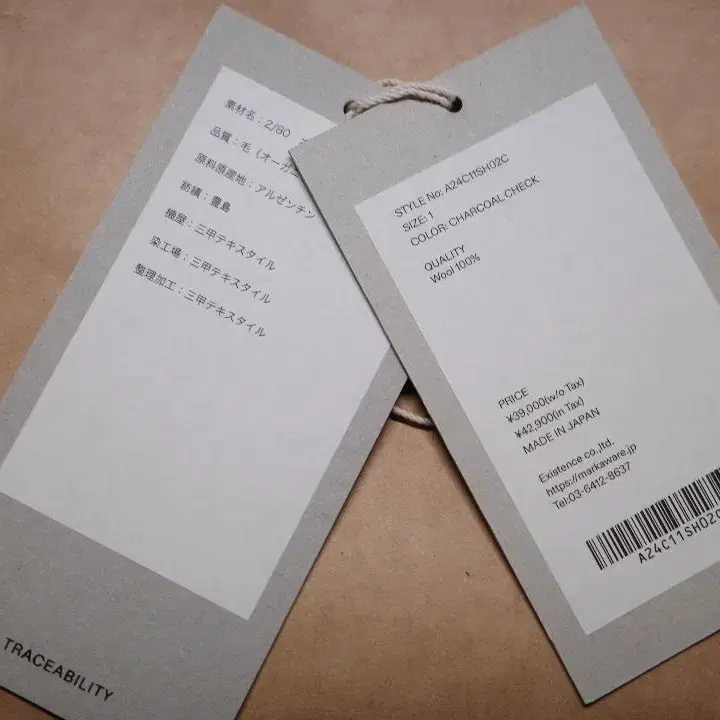 素材名：2/80
品質：毛（オーガニ
原料原産地：アルゼンチン
紡績：豊島
機屋：三甲テキスタイル
染工場：三甲テキスタイル
整理加工：三甲テキスタイル
TRACEABILITY
STYLE No: A24C11SH02C
SIZE: 1
COLOR: CHARCOAL CHECK
QUALITY
Wool 100%
PRICE
¥39,000(w/o Tax)
¥42,900(in Tax)
MADE IN JAPAN
Existence co.,ltd.
https://markaware.jp
Tel:03-6412-8637
A24C11SH02C